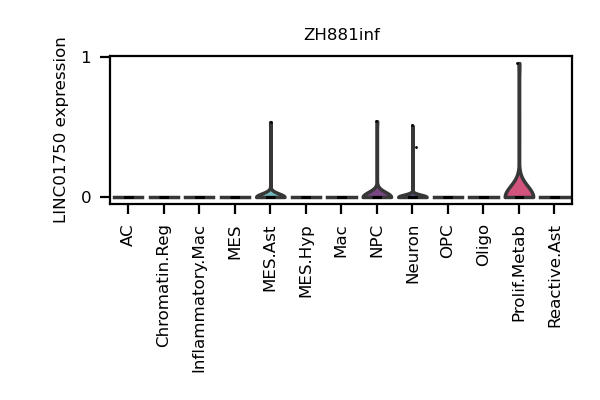 ZH881inf
LINC01750 expression
1
0
AC
Chromatin.Reg
Inflammatory.Mac
MES
MES.Ast
MES.Hyp
Mac
NPC
Neuron
OPC
Oligo
Prolif.Metab
Reactive.Ast